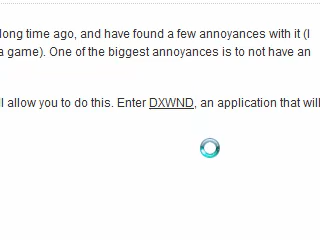 long time ago, and have found a few annoyances with it (I
a game). One of the biggest annoyances is to not have an
ll allow you to do this. Enter DXWND, an application that will